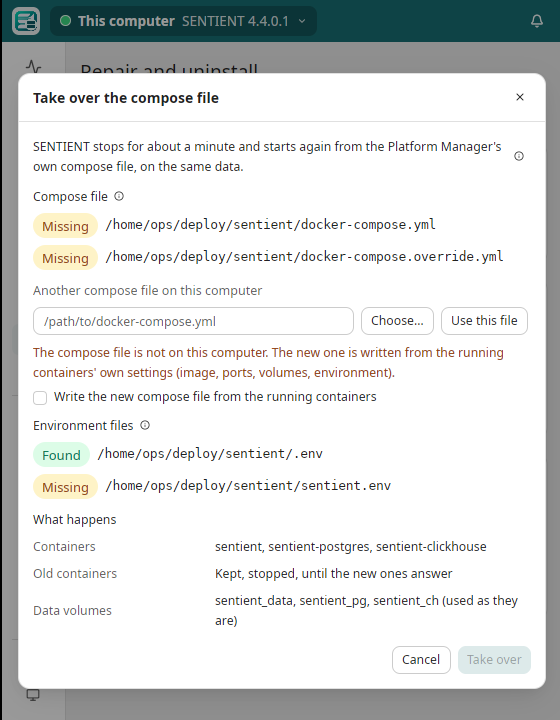 This computer SENTIENT 4.4.0.1
Repair and uninstall
Take over the compose file
SENTIENT stops for about a minute and starts again from the Platform Manager's
own compose file, on the same data.
Compose file
Missing /home/ops/deploy/sentient/docker-compose.yml
Missing /home/ops/deploy/sentient/docker-compose.override.yml
Another compose file on this computer
/path/to/docker-compose.yml Choose... Use this file
The compose file is not on this computer. The new one is written from the running
containers' own settings (image, ports, volumes, environment).
Write the new compose file from the running containers
Environment files
Found /home/ops/deploy/sentient/.env
Missing /home/ops/deploy/sentient/sentient.env
What happens
Containers sentient, sentient-postgres, sentient-clickhouse
Old containers Kept, stopped, until the new ones answer
Data volumes sentient_data, sentient_pg, sentient_ch (used as they
are)
Cancel Take over